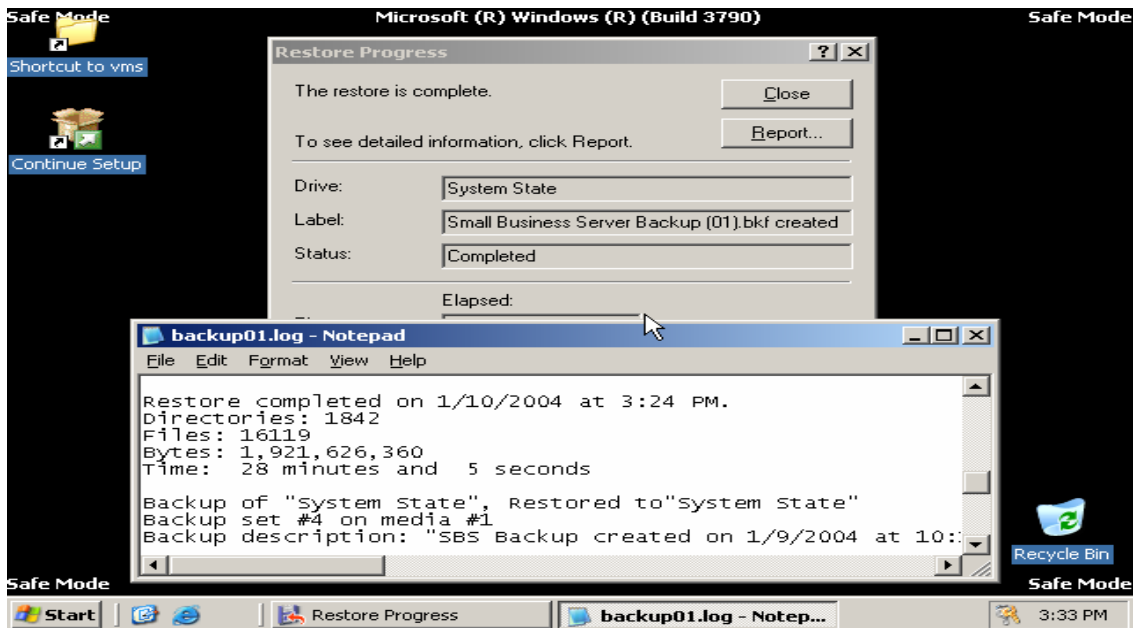 Safe Mode
Microsoft (R) Windows (R) (Build 3790)
Safe Mode
Shortcut to vms
Continue Setup
Restore Progress
The restore is complete.
Close
To see detailed information, click Report.
Report...
Drive:
System State
Label:
Small Business Server Backup (01).bkf created
Status:
Completed
Elapsed:
backup01.log - Notepad
File Edit Format View Help
Restore completed on 1/10/2004 at 3:24 PM.
Directories: 1842
Files: 16119
Bytes: 1,921,626,360
Time: 28 minutes and 5 seconds
Backup of "System State", Restored to"System State"
Backup set #4 on media #1
Backup description: "SBS Backup created on 1/9/2004 at 10:
Recycle Bin
Safe Mode
Safe Mode
Start
Restore Progress
backup01.log - Notep...
3:33 PM